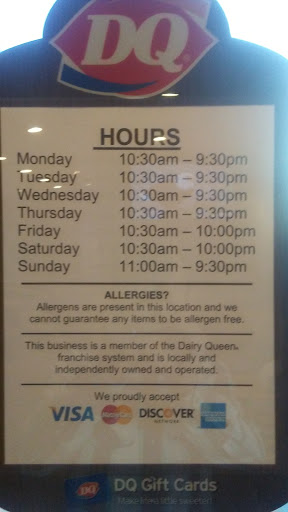 DQ
HOURS
Monday 10:30am – 9:30pm
Tuesday 10:30am – 9:30pm
Wednesday 10:30am – 9:30pm
Thursday 10:30am – 9:30pm
Friday 10:30am – 10:00pm
Saturday 10:30am – 10:00pm
Sunday 11:00am – 9:30pm
ALLERGIES?
Allergens are present in this location and we
cannot guarantee any items to be allergen free.
This business is a member of the Dairy Queen®
franchise system and is locally and
independently owned and operated.
We proudly accept
VISA MasterCard DISCOVER
NETWORK
DQ DQ Gift Cards